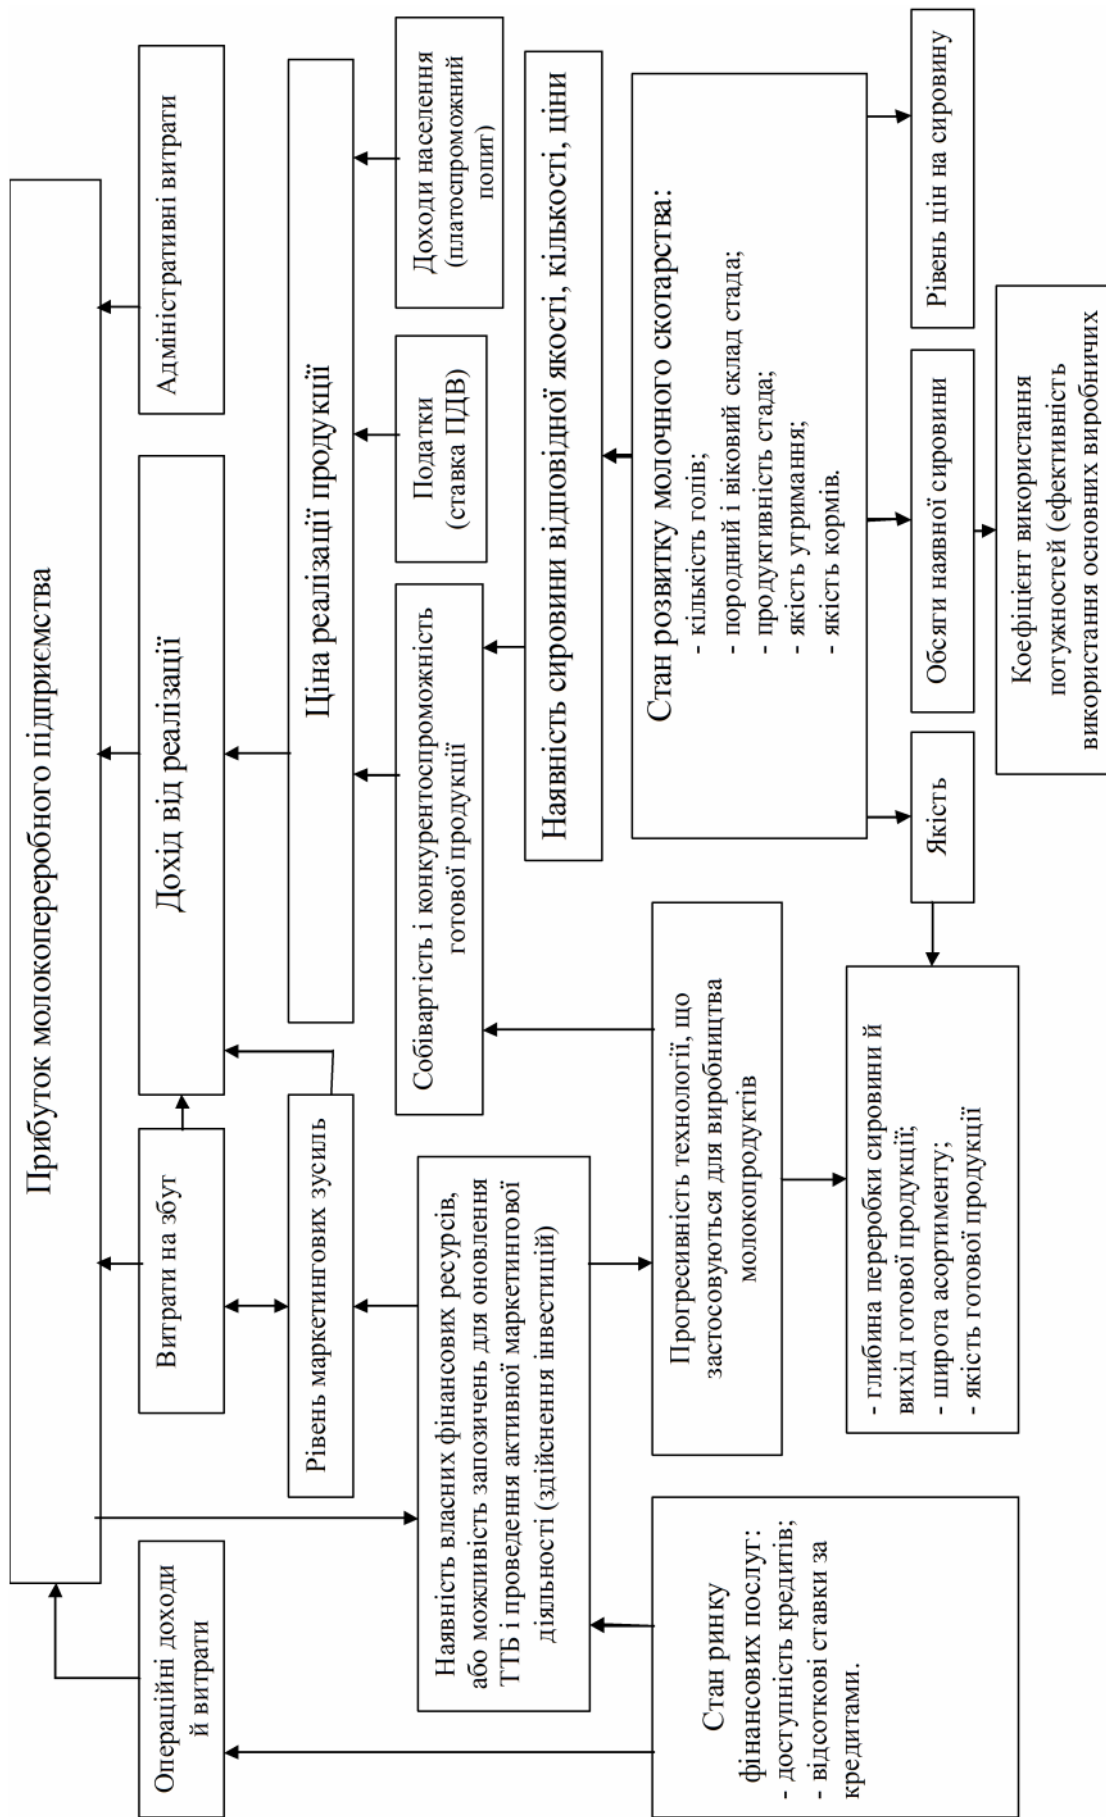 Прибуток молокопереробного підприємства
Операційні доходи
й витрати
Витрати на збут
Дохід від реалізації
Адміністративні витрати
Рівень маркетингових зусиль
Ціна реалізації продукції
Наявність власних фінансових ресурсів,
або можливість запозичень для оновлення
ТТБ і проведення активної маркетингової
діяльності (здійснення інвестицій)
Собівартість і конкурентоспроможність
готової продукції
Податки
(ставка ПДВ)
Доходи населення
(платоспроможний
попит)
Наявність сировини відповідної якості, кількості, ціни
Стан ринку
фінансових послуг:
- доступність кредитів;
- відсоткові ставки за
кредитами.
Прогресивність технології, що
застосовуються для виробництва
молокопродуктів
Стан розвитку молочного скотарства:
- кількість голів;
- породний і віковий склад стада;
- продуктивність стада;
- якість утримання;
- якість кормів.
- глибина переробки сировини й
вихід готової продукції;
- широта асортименту;
- якість готової продукції
Якість
Обсяги наявної сировини
Рівень цін на сировину
Коефіцієнт використання
потужностей (ефективність
використання основних виробничих